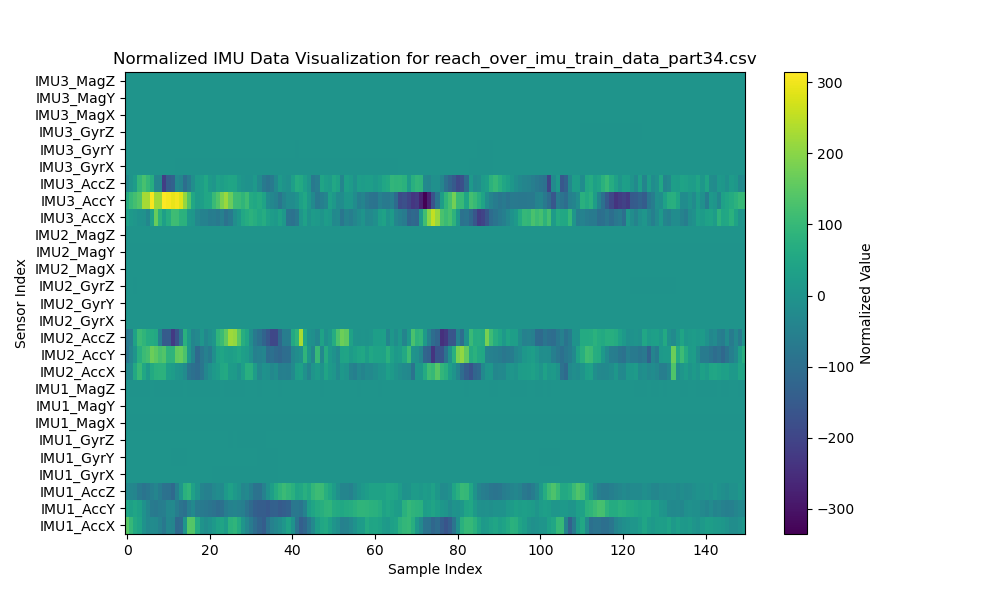 Normalized IMU Data Visualization for reach_over_imu_train_data_part34.csv
IMU3_MagZ
IMU3_MagY
IMU3_MagX
IMU3_GyrZ
IMU3_GyrY
IMU3_GyrX
IMU3_AccZ
IMU3_AccY
IMU3_AccX
IMU2_MagZ
IMU2_MagY
IMU2_MagX
IMU2_GyrZ
IMU2_GyrY
IMU2_GyrX
IMU2_AccZ
IMU2_AccY
IMU2_AccX
IMU1_MagZ
IMU1_MagY
IMU1_MagX
IMU1_GyrZ
IMU1_GyrY
IMU1_GyrX
IMU1_AccZ
IMU1_AccY
IMU1_AccX
Sensor Index
0 20 40 60 80 100 120 140
Sample Index
300
200
100
0
−100
−200
−300
Normalized Value